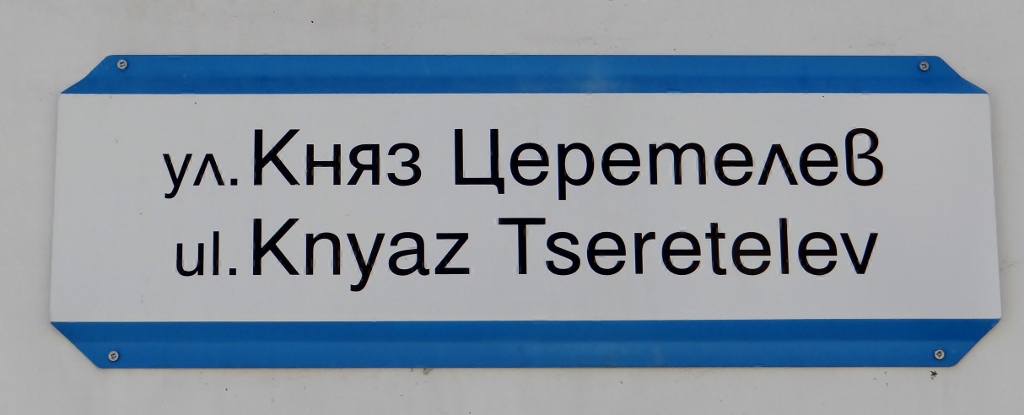 ул. Княз Церетелев
ul. Knyaz Tseretelev